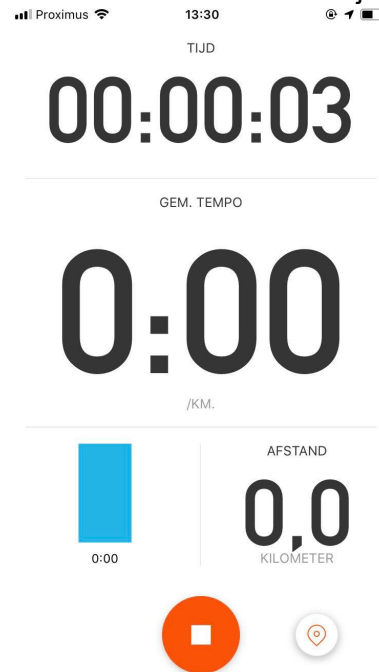 Proximus 13:30
TIJD
00:00:03
GEM. TEMPO
0:00
/KM.
AFSTAND
0,0
0:00 KILOMETER